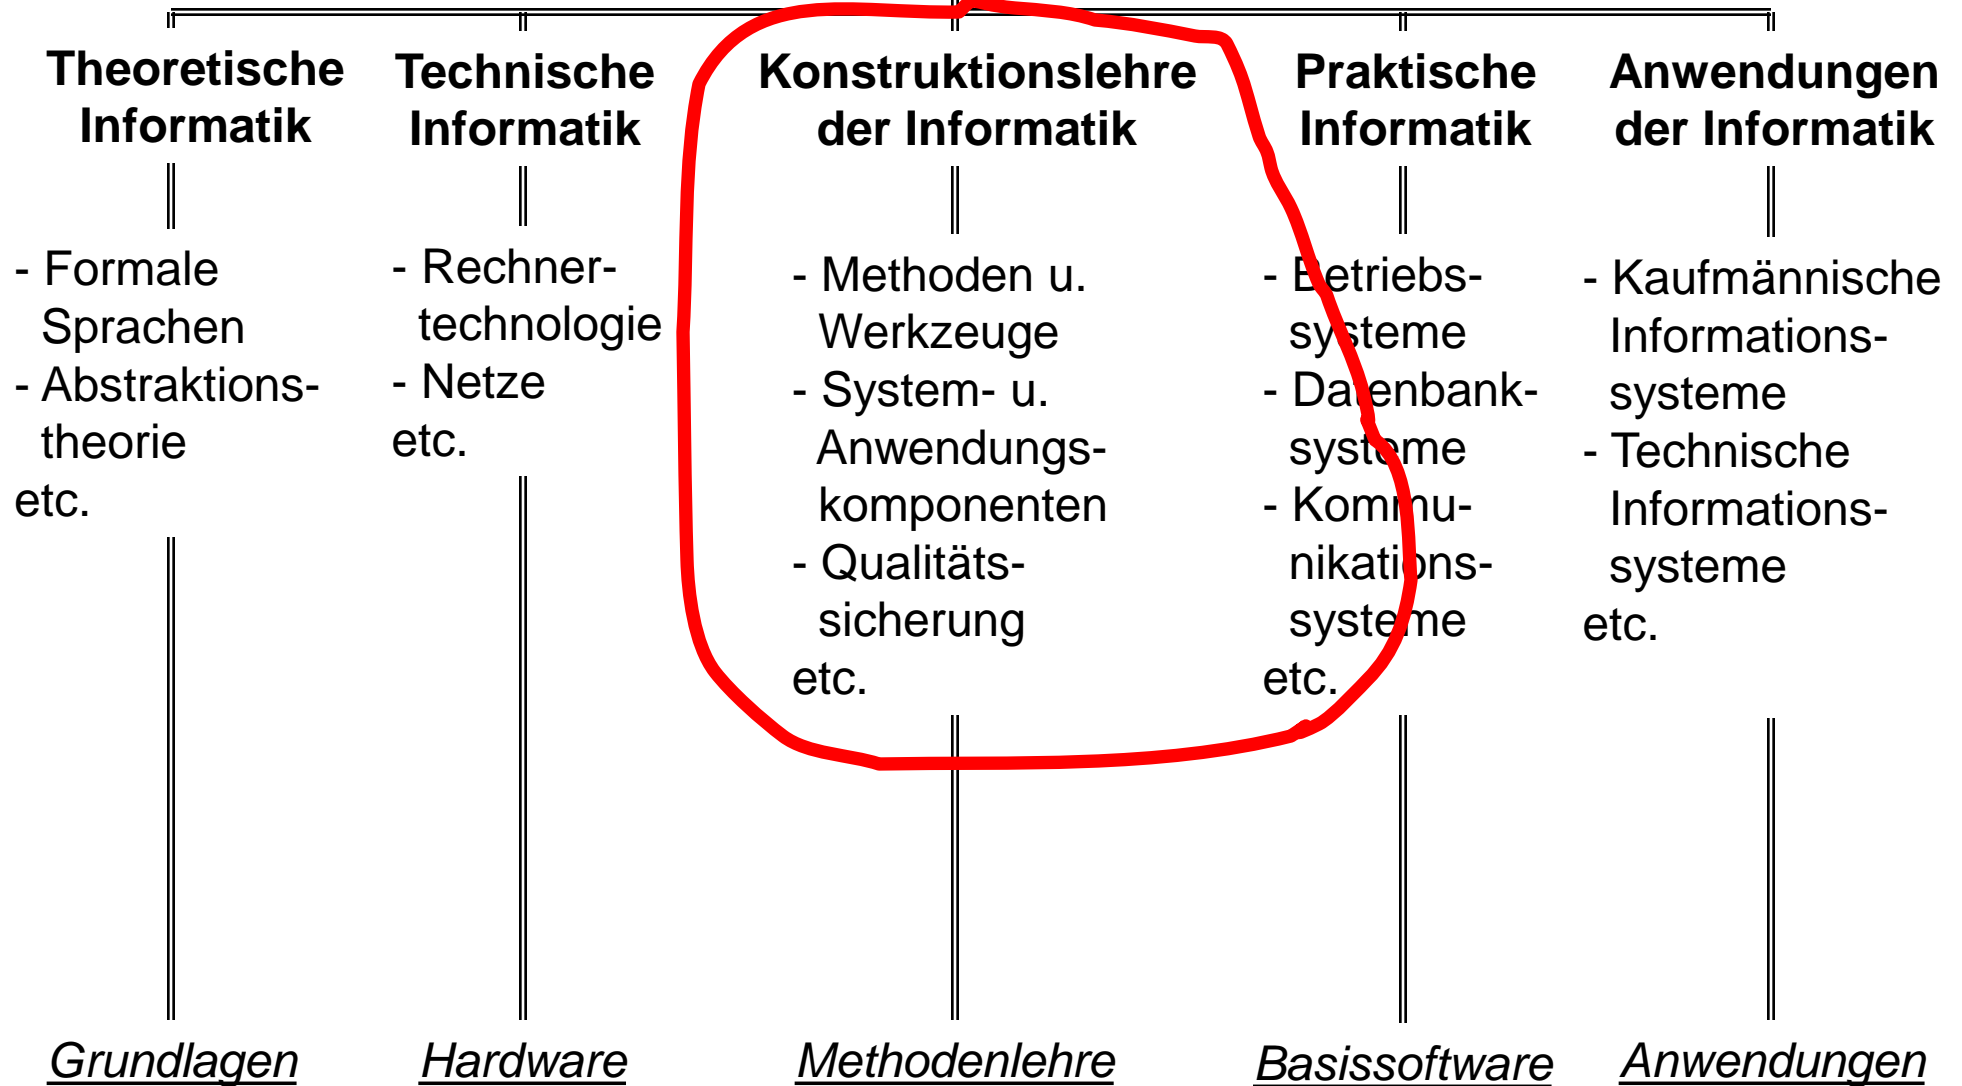 Theoretische
Informatik
- Formale
Sprachen
- Abstraktions-
theorie
etc.
Grundlagen
Technische
Informatik
- Rechner-
technologie
- Netze
etc.
Hardware
Konstruktionslehre
der Informatik
- Methoden u.
Werkzeuge
- System- u.
Anwendungs-
komponenten
- Qualitäts-
sicherung
etc.
Methodenlehre
Praktische
Informatik
- Betriebs-
systeme
- Datenbank-
systeme
- Kommu-
nikations-
systeme
etc.
Basissoftware
Anwendungen
der Informatik
- Kaufmännische
Informations-
systeme
- Technische
Informations-
systeme
etc.
Anwendungen